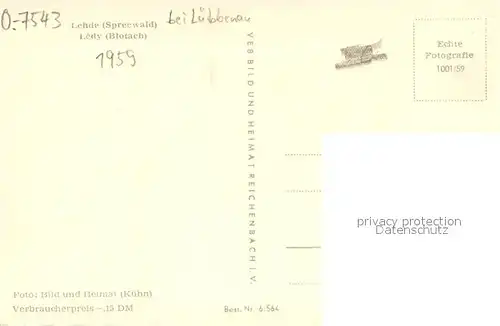 O-7543
Lehde (Spreewald)
Lědy (Blotach)
bei Lübbenau
1959
Echte
Fotografie
1001/59
VEB BILD UND HEIMAT REICHENBACH I. V.
privacy protection
Datenschutz
Foto: Bild und Heimat (Kühn)
Verbraucherpreis -.15 DM
Best. Nr 6/564